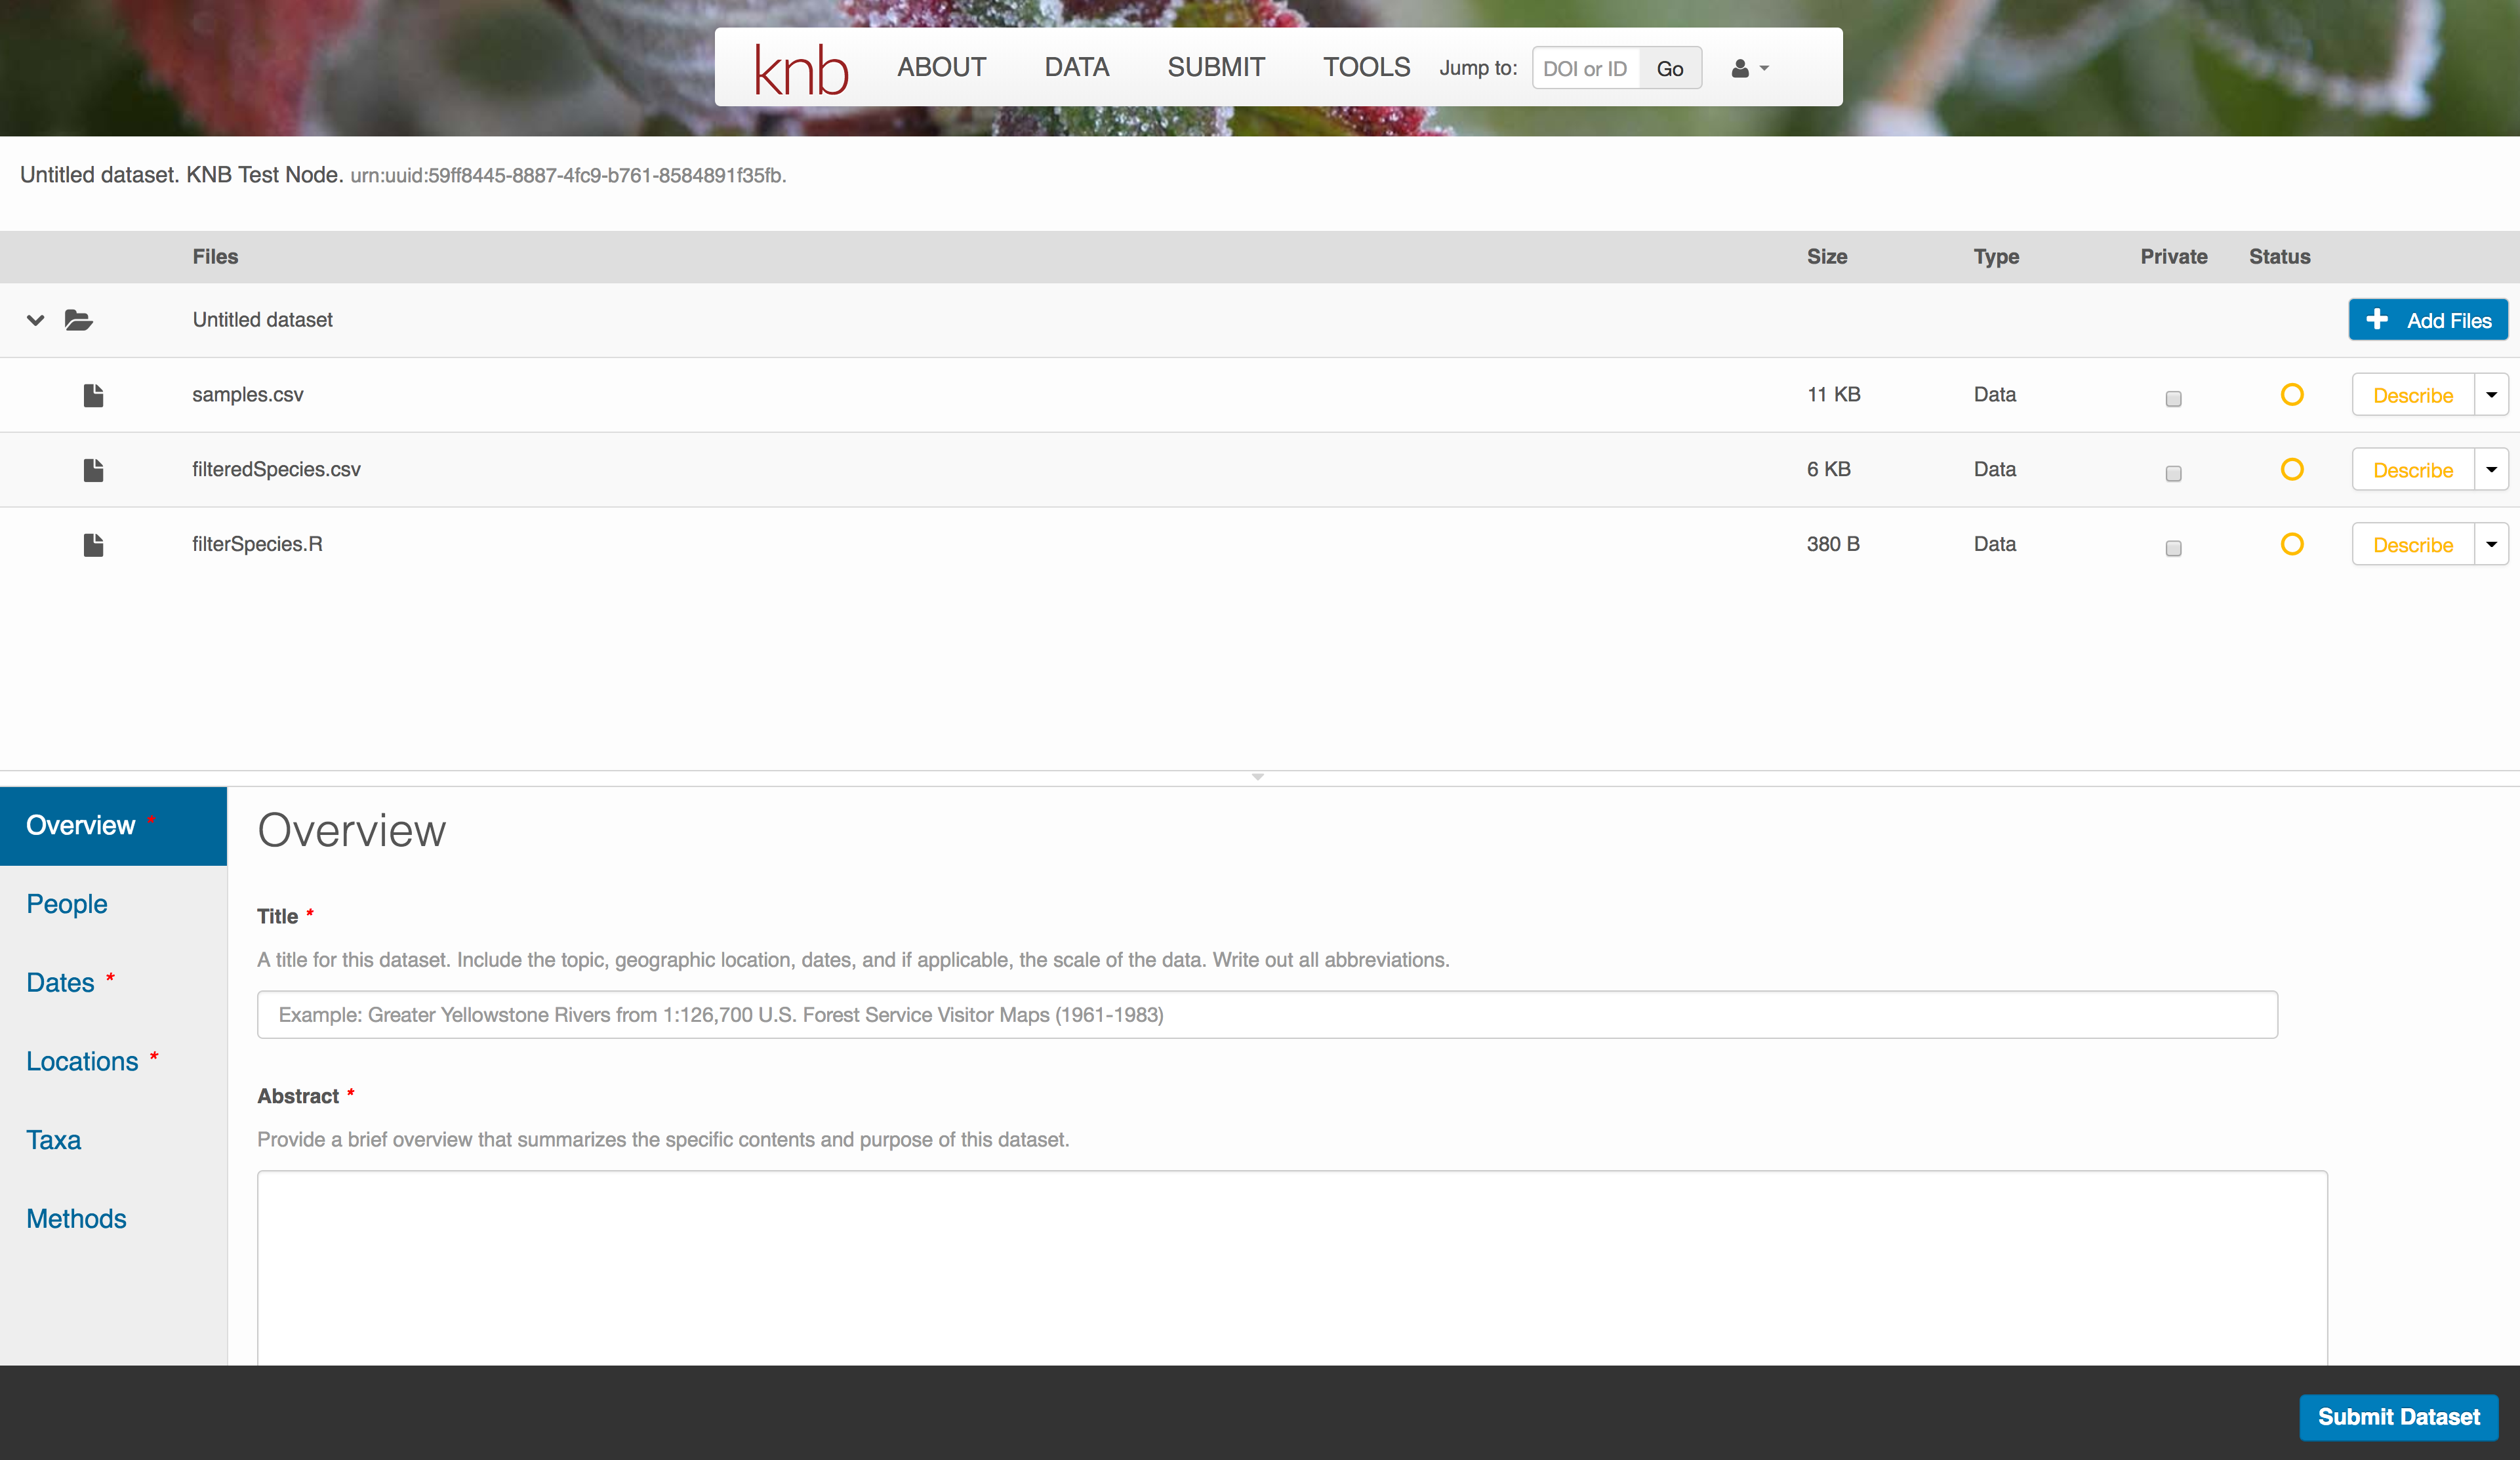 knb ABOUT DATA SUBMIT TOOLS Jump to: DOI or ID Go
Untitled dataset. KNB Test Node. urn:uuid:59ff8445-8887-4fc9-b761-8584891f35fb.
Files Size Type Private Status
Untitled dataset Add Files
samples.csv 11 KB Data Describe
filteredSpecies.csv 6 KB Data Describe
filterSpecies.R 380 B Data Describe
Overview *
People
Dates *
Locations *
Taxa
Methods
Overview
Title *
A title for this dataset. Include the topic, geographic location, dates, and if applicable, the scale of the data. Write out all abbreviations.
Example: Greater Yellowstone Rivers from 1:126,700 U.S. Forest Service Visitor Maps (1961-1983)
Abstract *
Provide a brief overview that summarizes the specific contents and purpose of this dataset.
Submit Dataset